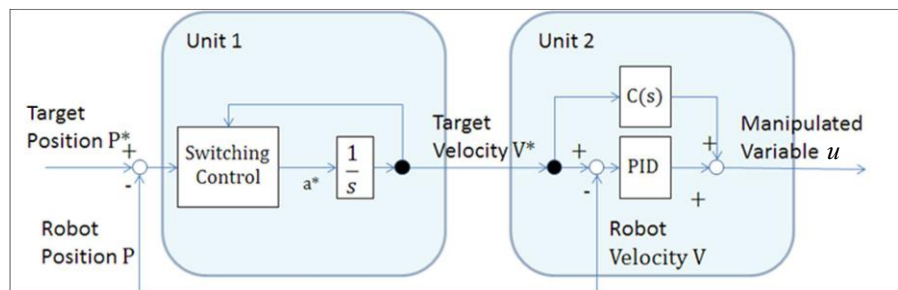 Unit 1
Unit 2
Target
Position P*
+
-
Switching
Control
a*
1
s
Target
Velocity V*
+
-
C(s)
PID
+
+
Manipulated
Variable u
Robot
Position P
Robot
Velocity V